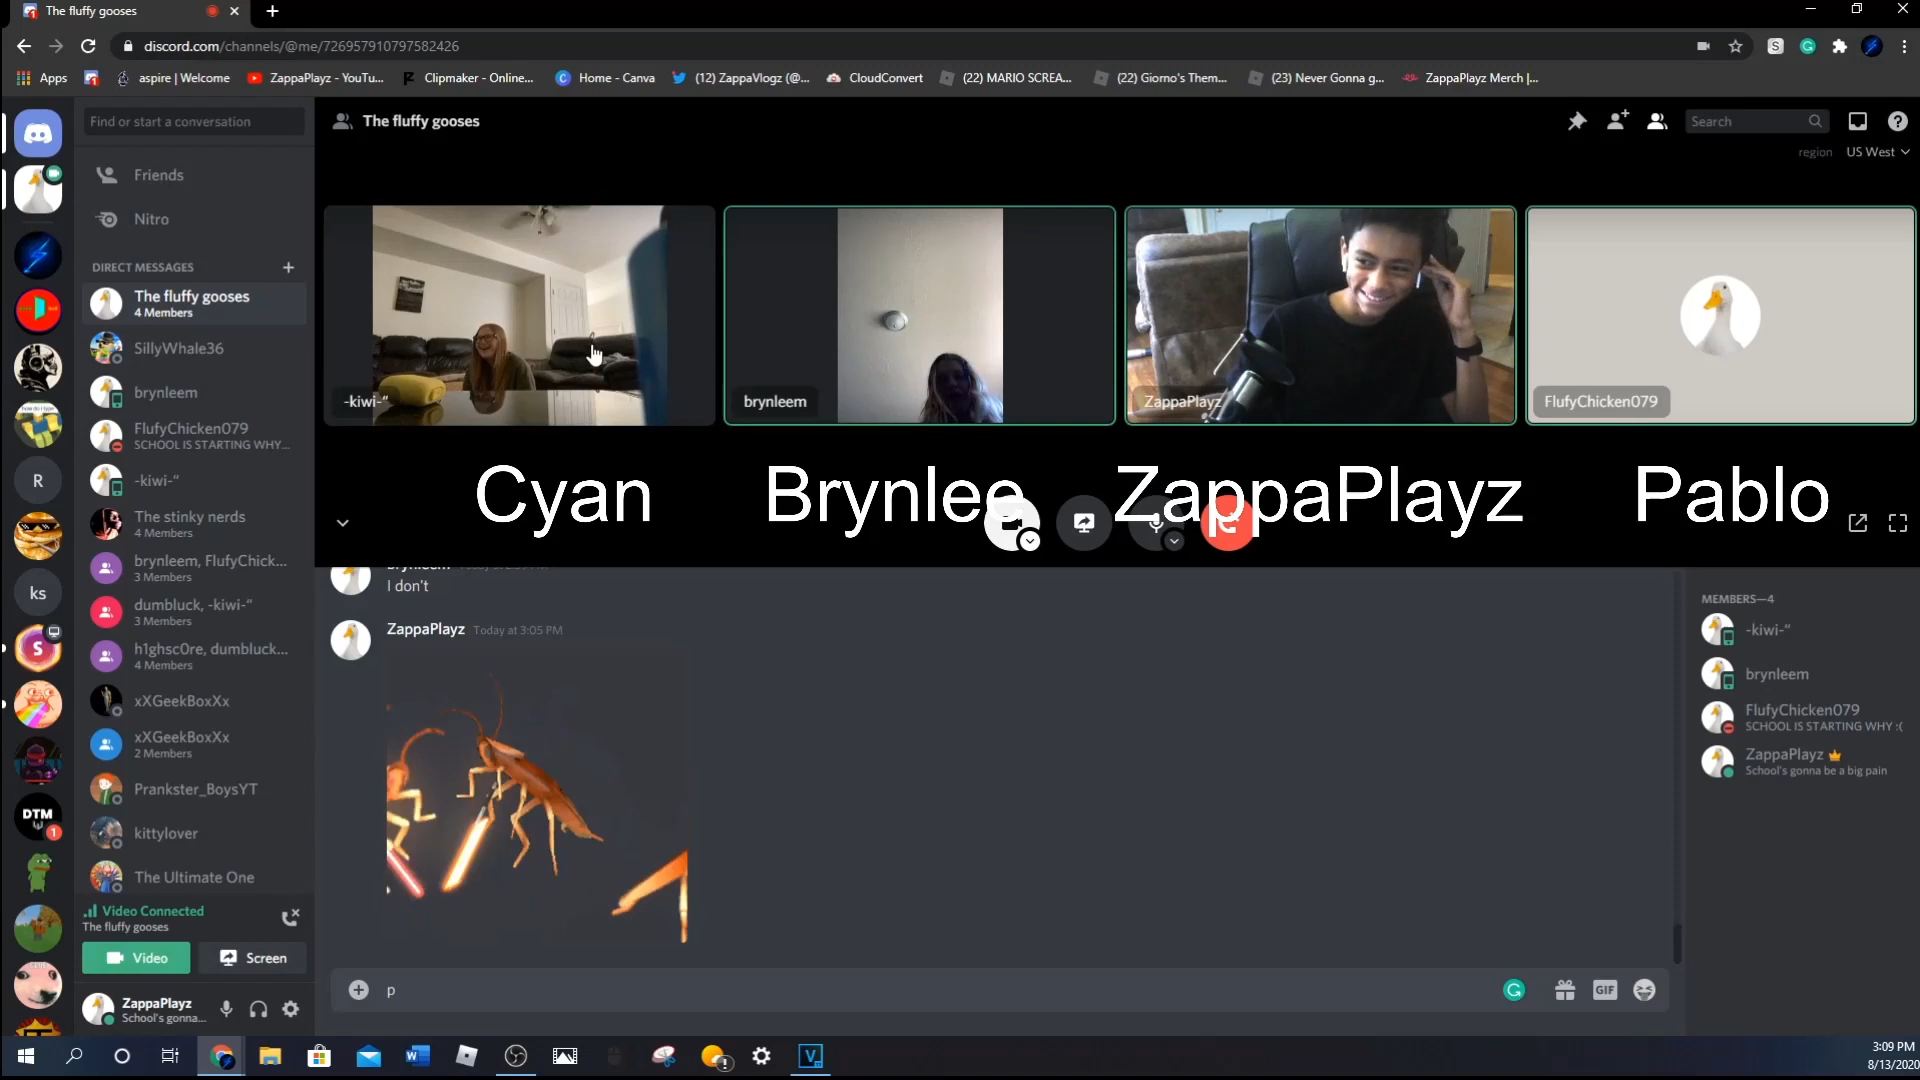 The fluffy gooses
discord.com/channels/@me/726957910797582426
Apps
aspire | Welcome
ZappaPlayz - YouTu...
Clipmaker - Online...
Home - Canva
(12) ZappaVlogz (@...
CloudConvert
(22) MARIO SCREA...
(22) Giorno's Them...
(23) Never Gonna g...
ZappaPlayz Merch |...
Find or start a conversation
The fluffy gooses
Search
region US West
Friends
Nitro
DIRECT MESSAGES
The fluffy gooses
4 Members
SillyWhale36
brynleem
FlufyChicken079
SCHOOL IS STARTING WHY...
-kiwi-“
The stinky nerds
4 Members
brynleem, FlufyChick...
3 Members
dumbluck, -kiwi-“
3 Members
h1ghsc0re, dumbluck...
4 Members
xXGeekBoxXx
xXGeekBoxXx
2 Members
Prankster_BoysYT
kittylover
The Ultimate One
R
ks
S
DTM
1
Video Connected
The fluffy gooses
Video
Screen
ZappaPlayz
School's gonna...
-kiwi-“
brynleem
ZappaPlayz
FlufyChicken079
Cyan Brynlee ZappaPlayz Pablo
I don't
ZappaPlayz Today at 3:05 PM
p
GIF
MEMBERS—4
-kiwi-“
brynleem
FlufyChicken079
SCHOOL IS STARTING WHY :(
ZappaPlayz
School's gonna be a big pain
3:09 PM
8/13/2020